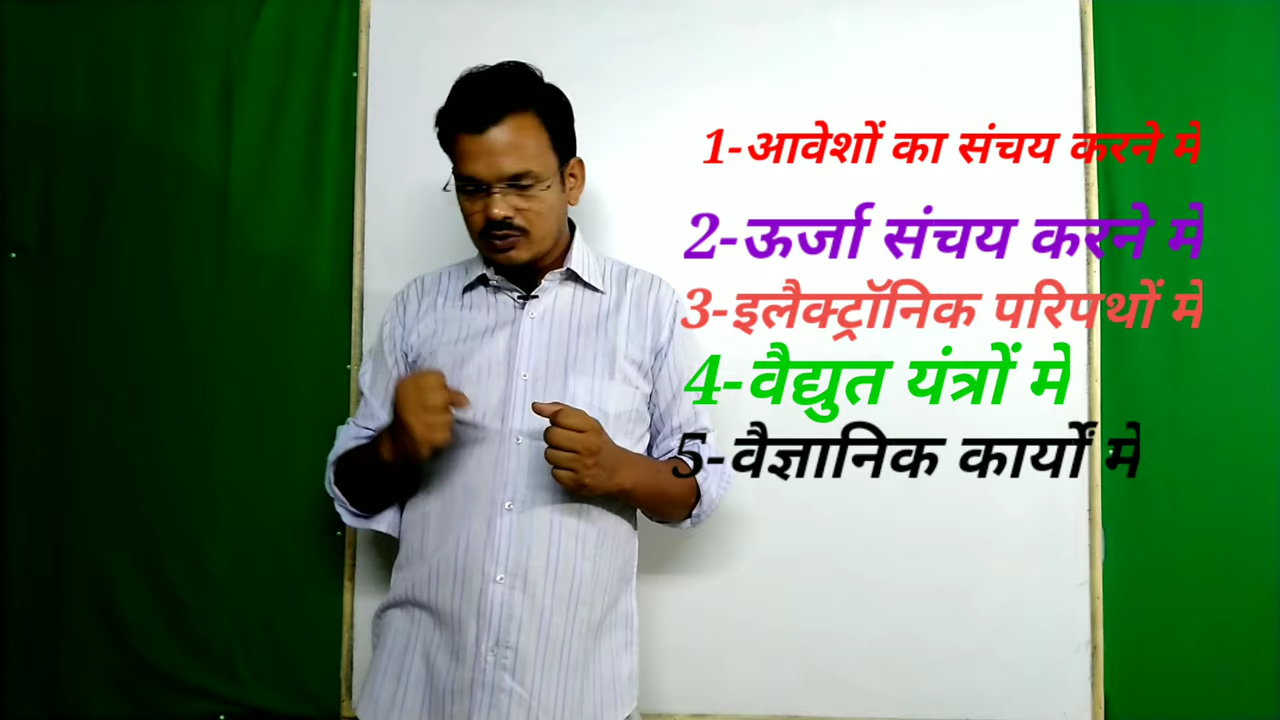 1-आवेशों का संचय करने मे
2-ऊर्जा संचय करने मे
3-इलैक्ट्रॉनिक परिपथों मे
4-वैद्युत यंत्रों मे
5-वैज्ञानिक कार्यों मे